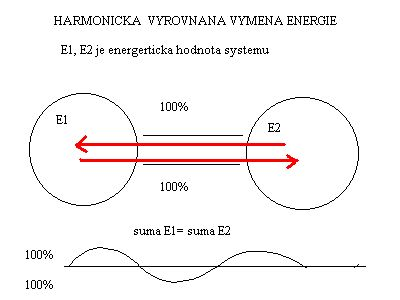 HARMONICKA VYROVNANA VYMENA ENERGIE
E1, E2 je energerticka hodnota systemu
100%
E1
E2
100%
suma E1= suma E2
100%
100%